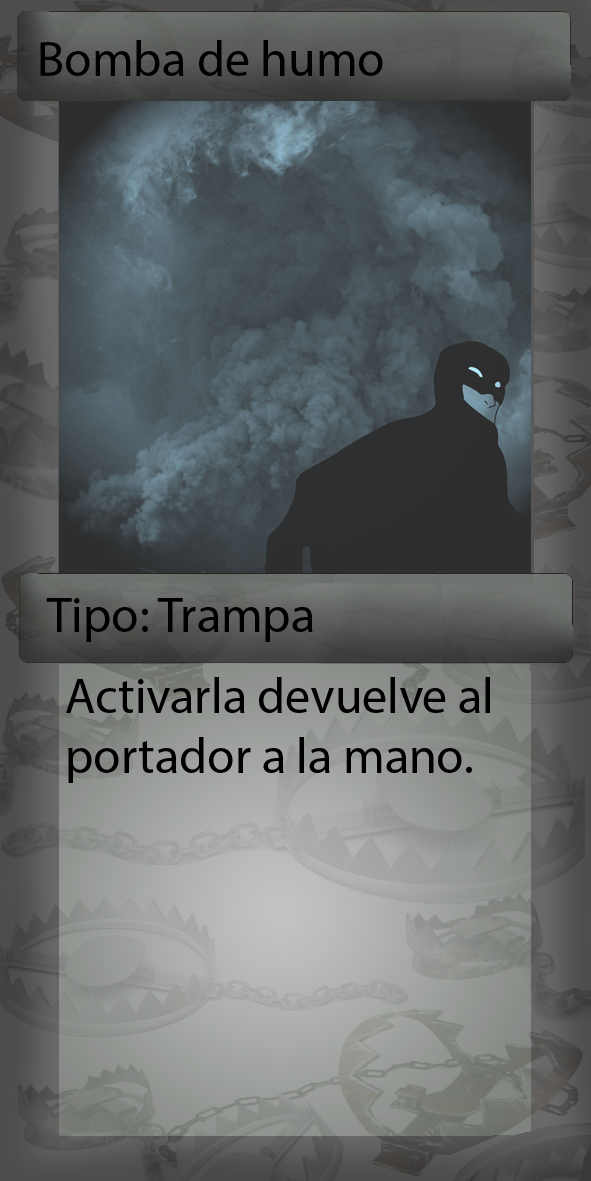 Bomba de humo
Tipo: Trampa
Activarla devuelve al
portador a la mano.